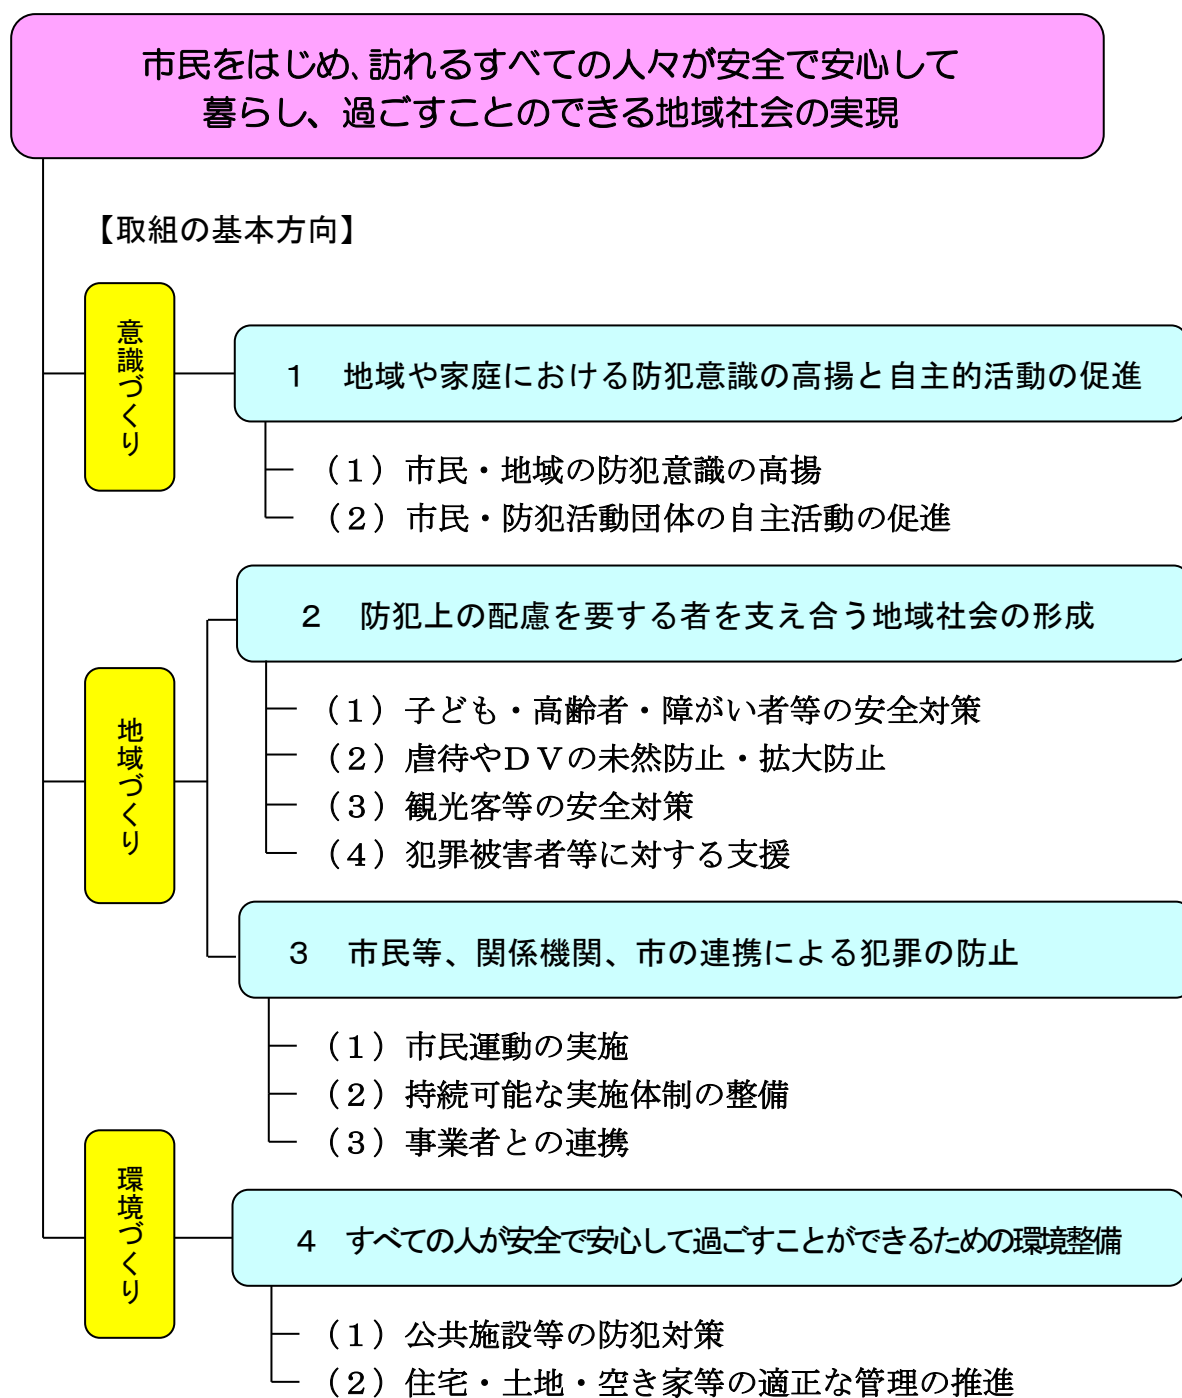 市民をはじめ、訪れるすべての人々が安全で安心して
暮らし、過ごすことのできる地域社会の実現
【取組の基本方向】
意識づくり
1 地域や家庭における防犯意識の高揚と自主的活動の促進
（１）市民・地域の防犯意識の高揚
（２）市民・防犯活動団体の自主活動の促進
地域づくり
2 防犯上の配慮を要する者を支え合う地域社会の形成
（１）子ども・高齢者・障がい者等の安全対策
（２）虐待やＤＶの未然防止・拡大防止
（３）観光客等の安全対策
（４）犯罪被害者等に対する支援
3 市民等、関係機関、市の連携による犯罪の防止
（１）市民運動の実施
（２）持続可能な実施体制の整備
（３）事業者との連携
環境づくり
4 すべての人が安全で安心して過ごすことができるための環境整備
（１）公共施設等の防犯対策
（２）住宅・土地・空き家等の適正な管理の推進